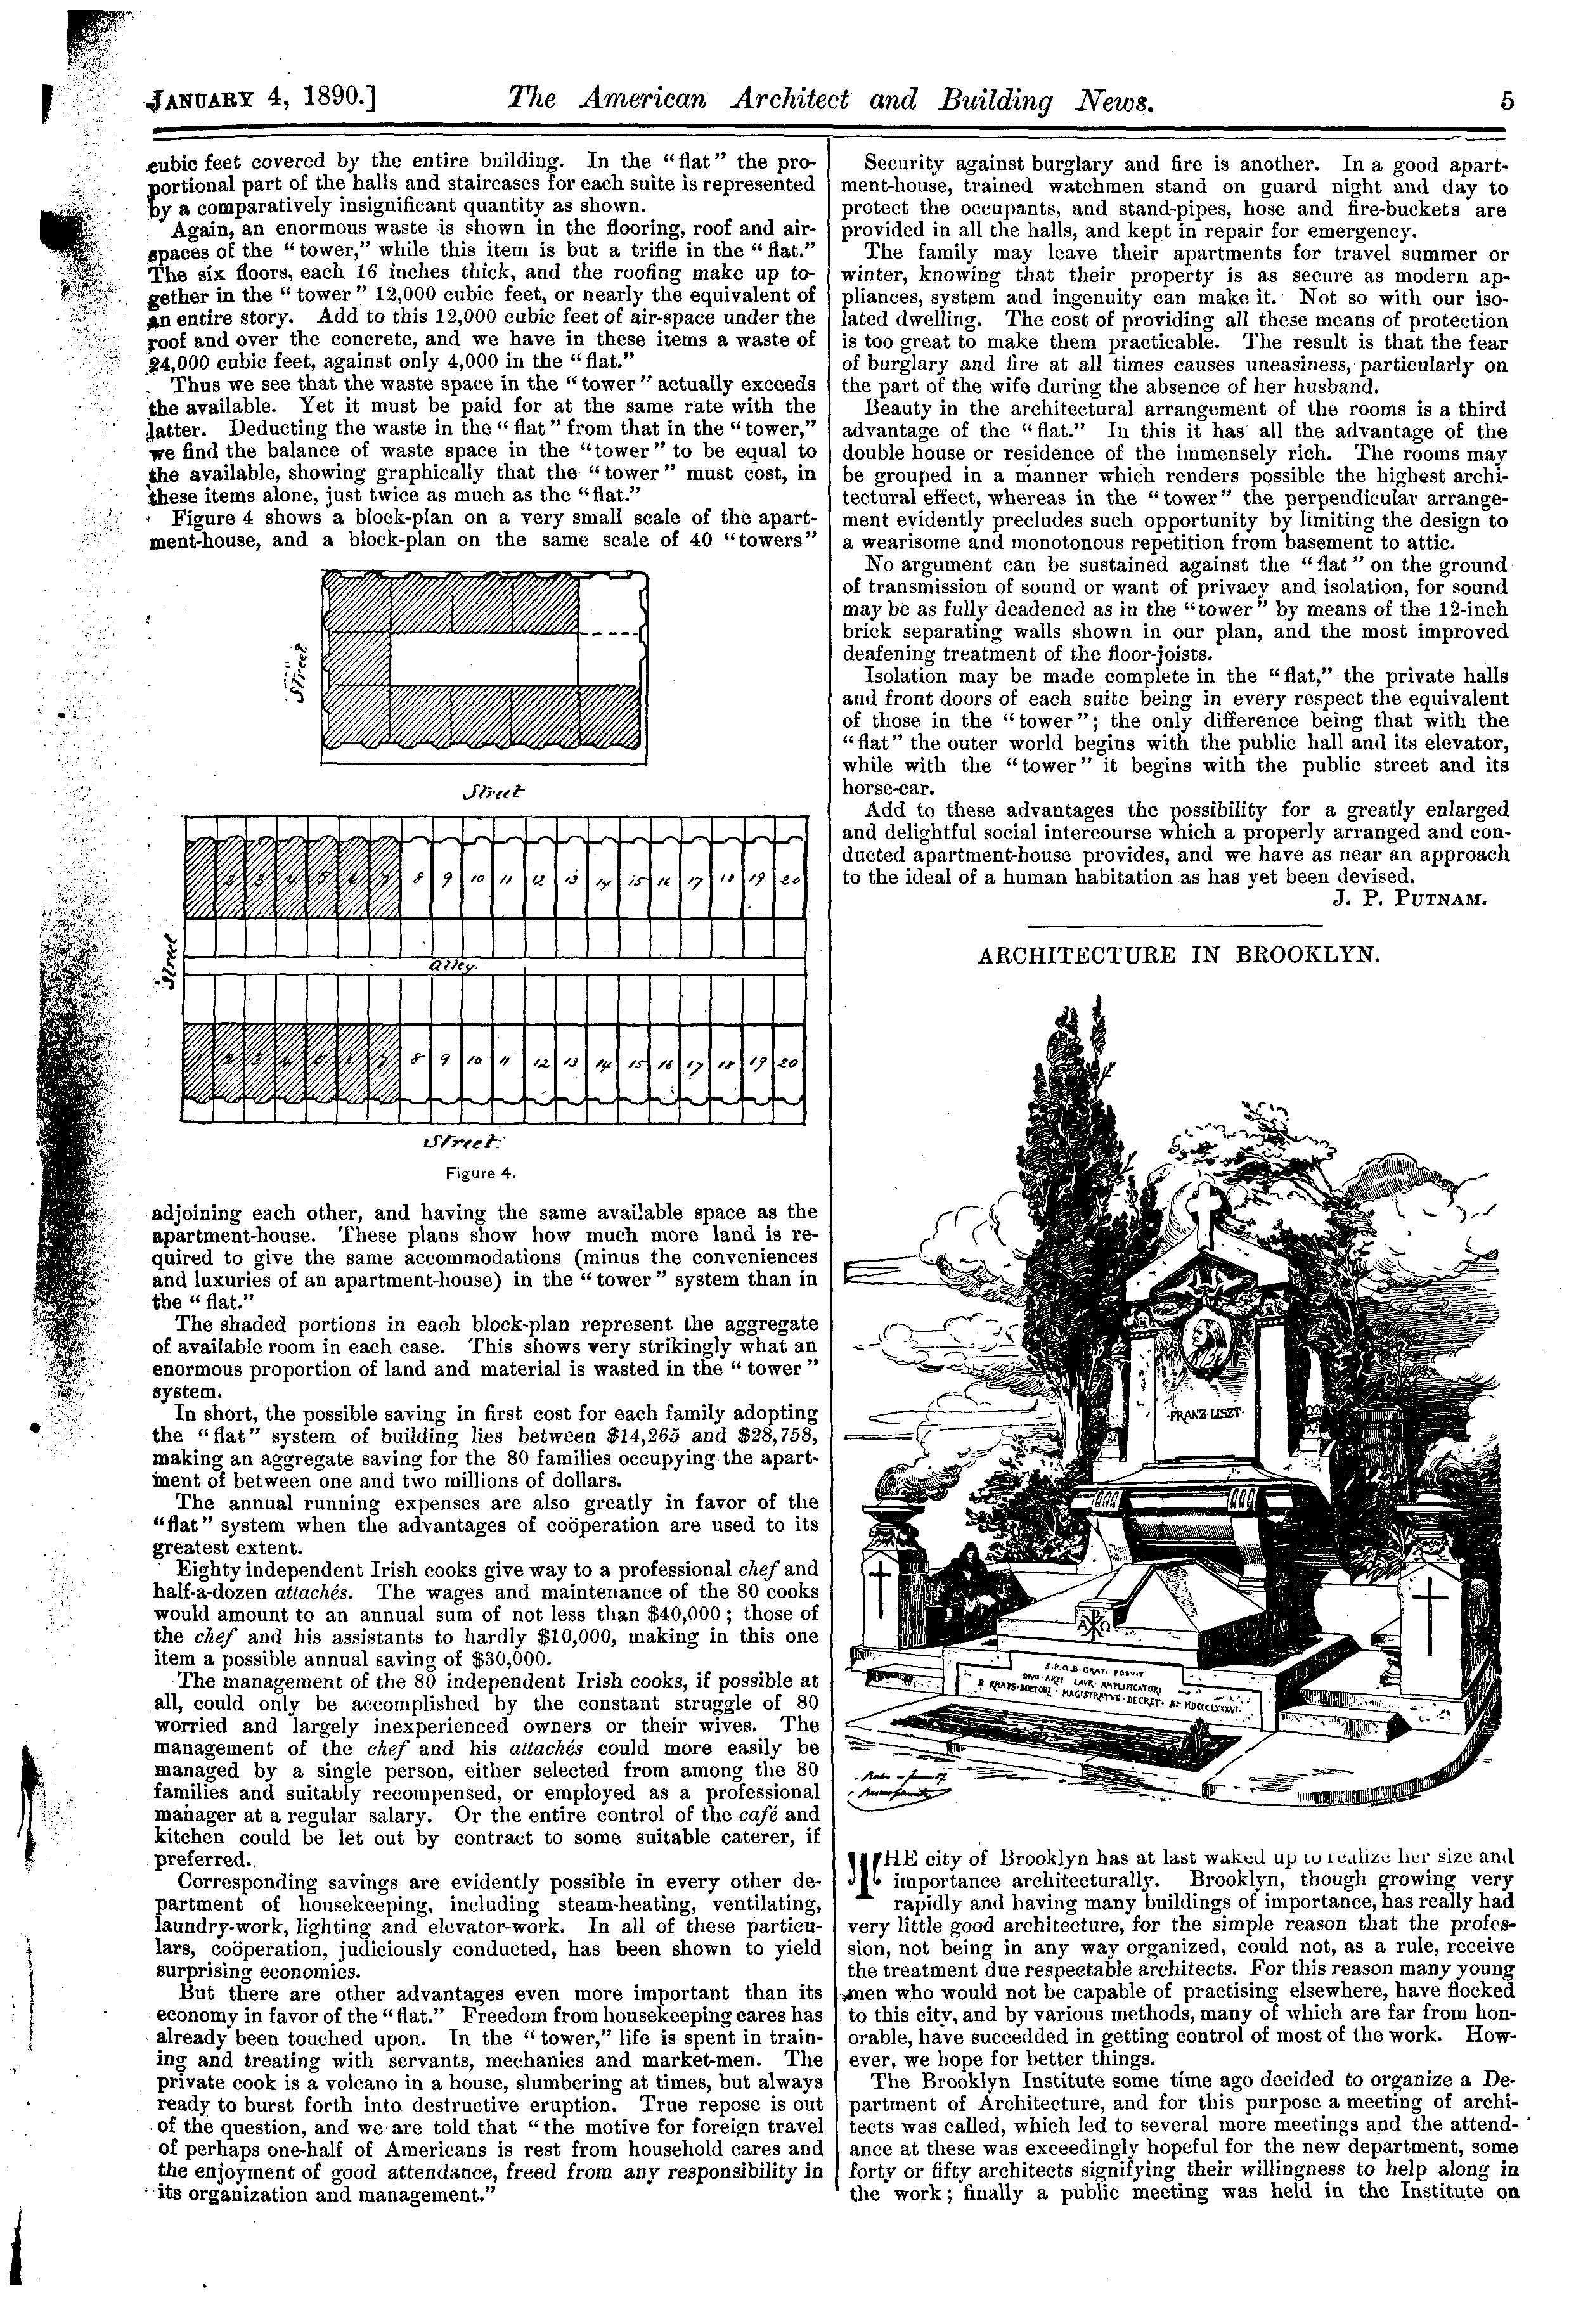 JANUARY 4, 1890.] The American Architect and Building News. 5
cubic feet covered by the entire building. In the “flat” the pro-
portional part of the halls and staircases for each suite is represented
by a comparatively insignificant quantity as shown.
Again, an enormous waste is shown in the flooring, roof and air-
spaces of the “tower,” while this item is but a trifle in the “flat.”
The six floors, each 16 inches thick, and the roofing make up to-
gether in the “tower” 12,000 cubic feet, or nearly the equivalent of
an entire story. Add to this 12,000 cubic feet of air-space under the
roof and over the concrete, and we have in these items a waste of
24,000 cubic feet, against only 4,000 in the “flat.”
Thus we see that the waste space in the “tower” actually exceeds
the available. Yet it must be paid for at the same rate with the
latter. Deducting the waste in the “flat” from that in the “tower,”
we find the balance of waste space in the “tower” to be equal to
the available, showing graphically that the “tower” must cost, in
these items alone, just twice as much as the “flat.”
Figure 4 shows a block-plan on a very small scale of the apart-
ment-house, and a block-plan on the same scale of 40 “towers”
Street
Street
2 3 4 5 6 7 8 9 10 11 12 13 14 15 16 17 18 19 20
Street
Alley
1 2 3 4 5 6 7 8 9 10 11 12 13 14 15 16 17 18 19 20
Street
Figure 4.
adjoining each other, and having the same available space as the
apartment-house. These plans show how much more land is re-
quired to give the same accommodations (minus the conveniences
and luxuries of an apartment-house) in the “tower” system than in
the “flat.”
The shaded portions in each block-plan represent the aggregate
of available room in each case. This shows very strikingly what an
enormous proportion of land and material is wasted in the “tower”
system.
In short, the possible saving in first cost for each family adopting
the “flat” system of building lies between $14,265 and $28,758,
making an aggregate saving for the 80 families occupying the apart-
ment of between one and two millions of dollars.
The annual running expenses are also greatly in favor of the
“flat” system when the advantages of coöperation are used to its
greatest extent.
Eighty independent Irish cooks give way to a professional chef and
half-a-dozen attachés. The wages and maintenance of the 80 cooks
would amount to an annual sum of not less than $40,000; those of
the chef and his assistants to hardly $10,000, making in this one
item a possible annual saving of $30,000.
The management of the 80 independent Irish cooks, if possible at
all, could only be accomplished by the constant struggle of 80
worried and largely inexperienced owners or their wives. The
management of the chef and his attachés could more easily be
managed by a single person, either selected from among the 80
families and suitably recompensed, or employed as a professional
manager at a regular salary. Or the entire control of the café and
kitchen could be let out by contract to some suitable caterer, if
preferred.
Corresponding savings are evidently possible in every other de-
partment of housekeeping, including steam-heating, ventilating,
laundry-work, lighting and elevator-work. In all of these particu-
lars, coöperation, judiciously conducted, has been shown to yield
surprising economies.
But there are other advantages even more important than its
economy in favor of the “flat.” Freedom from housekeeping cares has
already been touched upon. In the “tower,” life is spent in train-
ing and treating with servants, mechanics and market-men. The
private cook is a volcano in a house, slumbering at times, but always
ready to burst forth into destructive eruption. True repose is out
of the question, and we are told that “the motive for foreign travel
of perhaps one-half of Americans is rest from household cares and
the enjoyment of good attendance, freed from any responsibility in
its organization and management.”
Security against burglary and fire is another. In a good apart-
ment-house, trained watchmen stand on guard night and day to
protect the occupants, and stand-pipes, hose and fire-buckets are
provided in all the halls, and kept in repair for emergency.
The family may leave their apartments for travel summer or
winter, knowing that their property is as secure as modern ap-
pliances, system and ingenuity can make it. Not so with our iso-
lated dwelling. The cost of providing all these means of protection
is too great to make them practicable. The result is that the fear
of burglary and fire at all times causes uneasiness, particularly on
the part of the wife during the absence of her husband.
Beauty in the architectural arrangement of the rooms is a third
advantage of the “flat.” In this it has all the advantage of the
double house or residence of the immensely rich. The rooms may
be grouped in a manner which renders possible the highest archi-
tectural effect, whereas in the “tower” the perpendicular arrange-
ment evidently precludes such opportunity by limiting the design to
a wearisome and monotonous repetition from basement to attic.
No argument can be sustained against the “flat” on the ground
of transmission of sound or want of privacy and isolation, for sound
may be as fully deadened as in the “tower” by means of the 12-inch
brick separating walls shown in our plan, and the most improved
deafening treatment of the floor-joists.
Isolation may be made complete in the “flat,” the private halls
and front doors of each suite being in every respect the equivalent
of those in the “tower”; the only difference being that with the
“flat” the outer world begins with the public hall and its elevator,
while with the “tower” it begins with the public street and its
horse-car.
Add to these advantages the possibility for a greatly enlarged
and delightful social intercourse which a properly arranged and con-
ducted apartment-house provides, and we have as near an approach
to the ideal of a human habitation as has yet been devised.
J. P. PUTNAM.
ARCHITECTURE IN BROOKLYN.
·FRANZ·LISZT·
S·P·Q·B GRAT· POSVIT
DIVO·ARTI LAVR· AMPLIFICATORI
MAGISTRATVS·DECRET· A· MDCCCLXXXVI
THE city of Brooklyn has at last waked up to realize her size and
importance architecturally. Brooklyn, though growing very
rapidly and having many buildings of importance, has really had
very little good architecture, for the simple reason that the profes-
sion, not being in any way organized, could not, as a rule, receive
the treatment due respectable architects. For this reason many young
men who would not be capable of practising elsewhere, have flocked
to this city, and by various methods, many of which are far from hon-
orable, have succedded in getting control of most of the work. How-
ever, we hope for better things.
The Brooklyn Institute some time ago decided to organize a De-
partment of Architecture, and for this purpose a meeting of archi-
tects was called, which led to several more meetings and the attend-
ance at these was exceedingly hopeful for the new department, some
forty or fifty architects signifying their willingness to help along in
the work; finally a public meeting was held in the Institute on